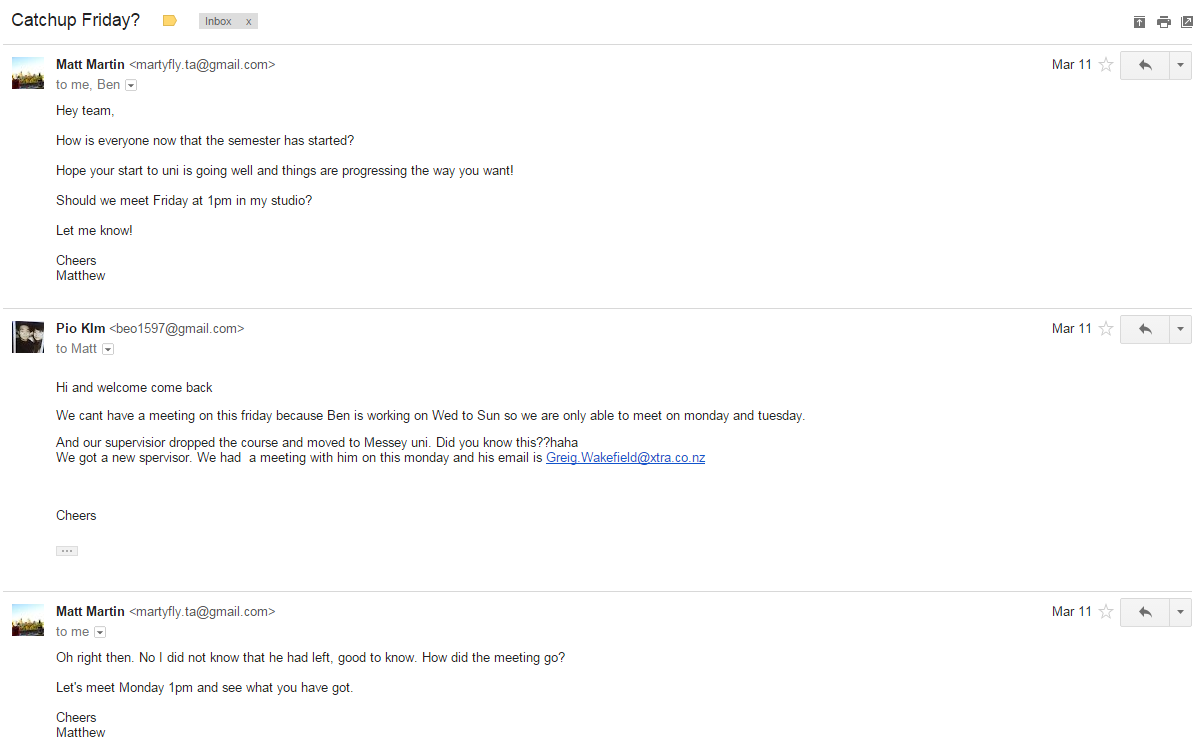 Catchup Friday?
Inbox x
Matt Martin <martyfly.ta@gmail.com>
Mar 11
to me, Ben
Hey team,
How is everyone now that the semester has started?
Hope your start to uni is going well and things are progressing the way you want!
Should we meet Friday at 1pm in my studio?
Let me know!
Cheers
Matthew
Pio KIm <beo1597@gmail.com>
Mar 11
to Matt
Hi and welcome come back
We cant have a meeting on this friday because Ben is working on Wed to Sun so we are only able to meet on monday and tuesday.
And our supervisior dropped the course and moved to Messey uni. Did you know this??haha
We got a new spervisor. We had  a meeting with him on this monday and his email is Greig.Wakefield@xtra.co.nz
Cheers
Matt Martin <martyfly.ta@gmail.com>
Mar 11
to me
Oh right then. No I did not know that he had left, good to know. How did the meeting go?
Let's meet Monday 1pm and see what you have got.
Cheers
Matthew